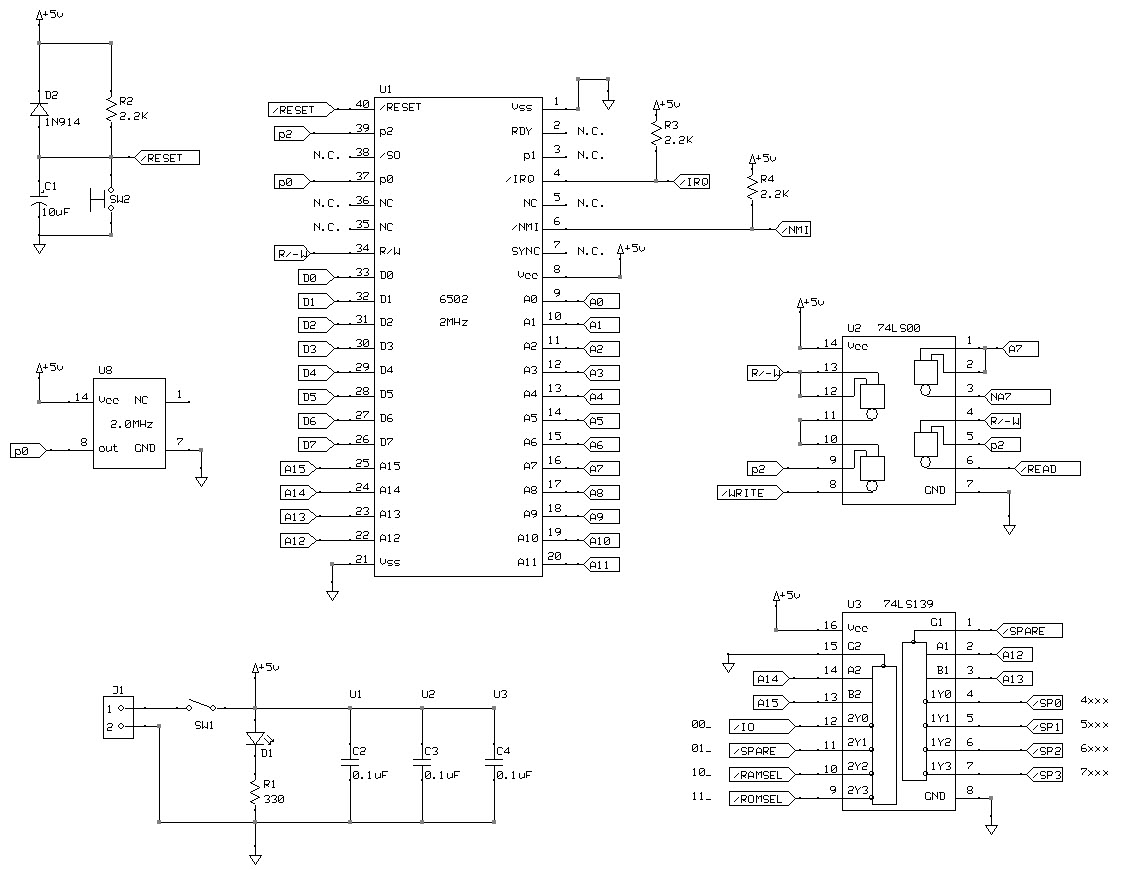 +5v
D2
1N914
R2
2.2K
/RESET
C1
10uF
SW2
+5v
U8
14 Vcc NC 1
2.0MHz
p0 8 out GND 7
U1
6502
2MHz
/RESET 40 /RESET
p2 39 p2
N.C. 38 /SO
p0 37 p0
N.C. 36 NC
N.C. 35 NC
R/-W 34 R/W
D0 33 D0
D1 32 D1
D2 31 D2
D3 30 D3
D4 29 D4
D5 28 D5
D6 27 D6
D7 26 D7
A15 25 A15
A14 24 A14
A13 23 A13
A12 22 A12
21 Vss
Vss 1
RDY 2 N.C.
p1 3 N.C.
/IRQ 4 /IRQ
NC 5 N.C.
/NMI 6 /NMI
SYNC 7 N.C.
Vcc 8 +5v
A0 9 A0
A1 10 A1
A2 11 A2
A3 12 A3
A4 13 A4
A5 14 A5
A6 15 A6
A7 16 A7
A8 17 A8
A9 18 A9
A10 19 A10
A11 20 A11
+5v
R3
2.2K
+5v
R4
2.2K
+5v
U2 74LS00
14 Vcc
R/-W 13
12
11
10
p2 9
/WRITE 8
1 A7
2
3 NA7
4 R/-W
5 p2
6 /READ
GND 7
+5v
U3 74LS139
16 Vcc
15 G2
A14 14 A2
A15 13 B2
00_ /IO 12 2Y0
01_ /SPARE 11 2Y1
10_ /RAMSEL 10 2Y2
11_ /ROMSEL 9 2Y3
G1 1 /SPARE
A1 2 A12
B1 3 A13
1Y0 4 /SP0 4xxx
1Y1 5 /SP1 5xxx
1Y2 6 /SP2 6xxx
1Y3 7 /SP3 7xxx
GND 8
J1
1
2
SW1
+5v
D1
R1
330
U1
C2
0.1uF
U2
C3
0.1uF
U3
C4
0.1uF